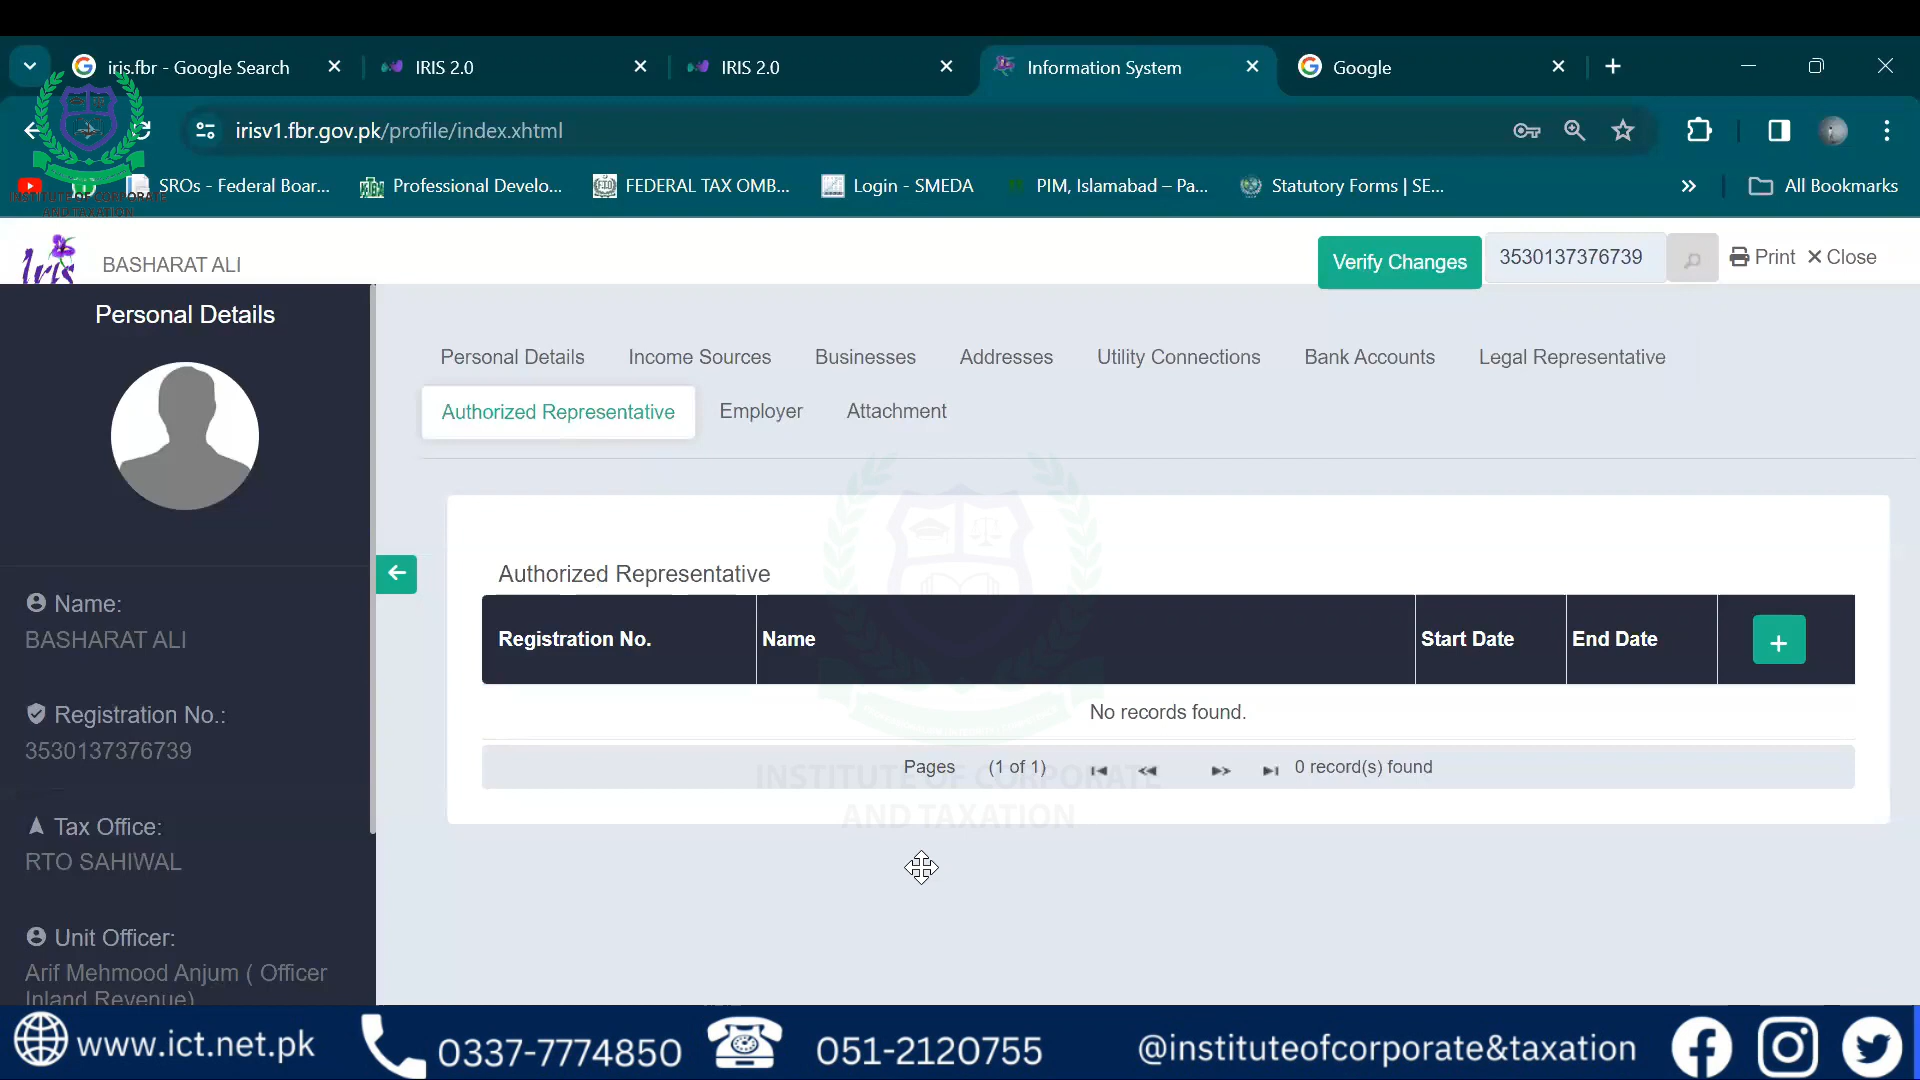 iris.fbr - Google Search
IRIS 2.0
IRIS 2.0
Information System
Google
irisv1.fbr.gov.pk/profile/index.xhtml
SROs - Federal Boar...
Professional Develo...
FEDERAL TAX OMB...
Login - SMEDA
PIM, Islamabad – Pa...
Statutory Forms | SE...
All Bookmarks
INSTITUTE OF CORPORATE
AND TAXATION
Iris
BASHARAT ALI
Verify Changes
3530137376739
Print
Close
Personal Details
Personal Details
Income Sources
Businesses
Addresses
Utility Connections
Bank Accounts
Legal Representative
Authorized Representative
Employer
Attachment
Name:
BASHARAT ALI
Registration No.:
3530137376739
Tax Office:
RTO SAHIWAL
Unit Officer:
Arif Mehmood Anjum ( Officer
Inland Revenue)
Authorized Representative
Registration No.
Name
Start Date
End Date
No records found.
Pages (1 of 1)
0 record(s) found
INSTITUTE OF CORPORATE
AND TAXATION
www.ict.net.pk
0337-7774850
051-2120755
@instituteofcorporate&taxation